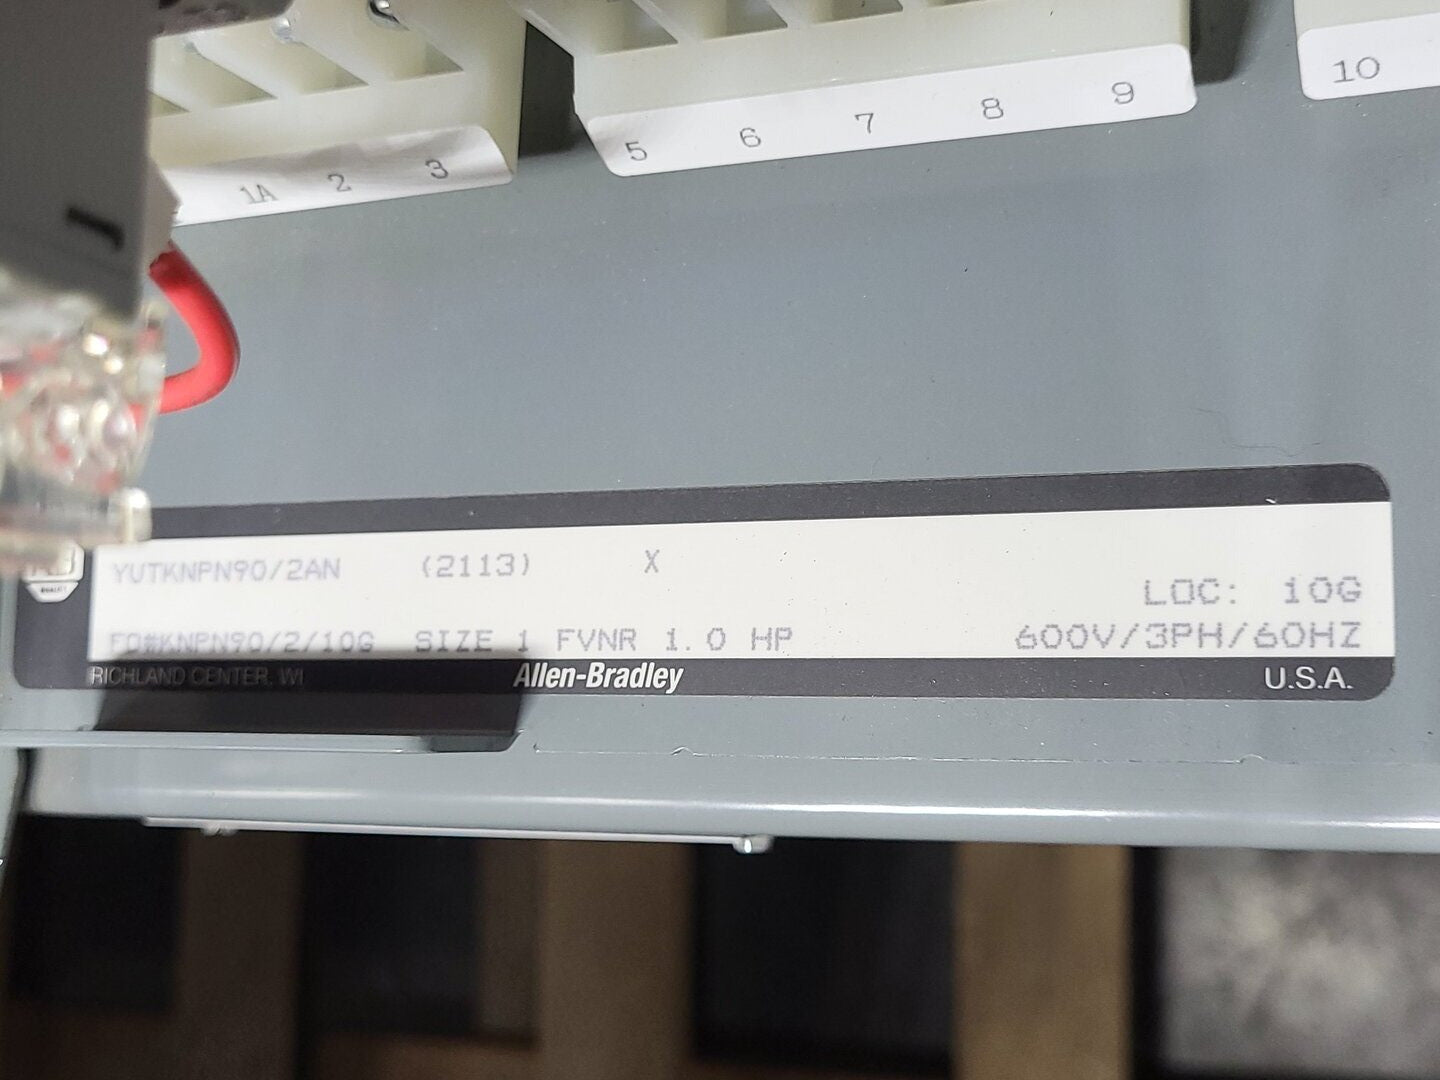 1A 2 3
5 6 7 8 9
10
YUTKNPN90/2AN (2113) X
LOC: 10G
FO#KNPN90/2/10G SIZE 1 FVNR 1.0 HP 600V/3PH/60HZ
RICHLAND CENTER, WI Allen-Bradley U.S.A.